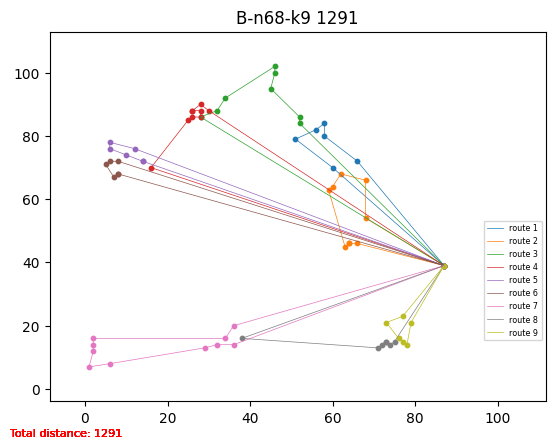 B-n68-k9 1291
100
80
60
40
20
0
0 20 40 60 80 100
route 1
route 2
route 3
route 4
route 5
route 6
route 7
route 8
route 9
Total distance: 1291